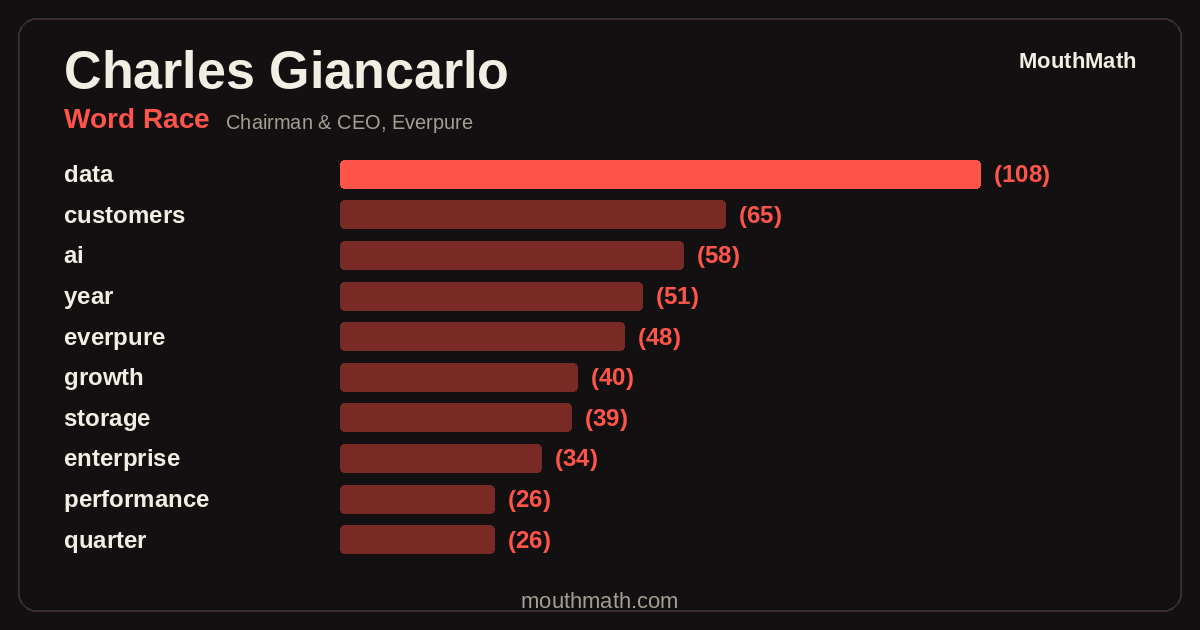 Charles Giancarlo
MouthMath
Word Race Chairman & CEO, Everpure
data (108)
customers (65)
ai (58)
year (51)
everpure (48)
growth (40)
storage (39)
enterprise (34)
performance (26)
quarter (26)
mouthmath.com